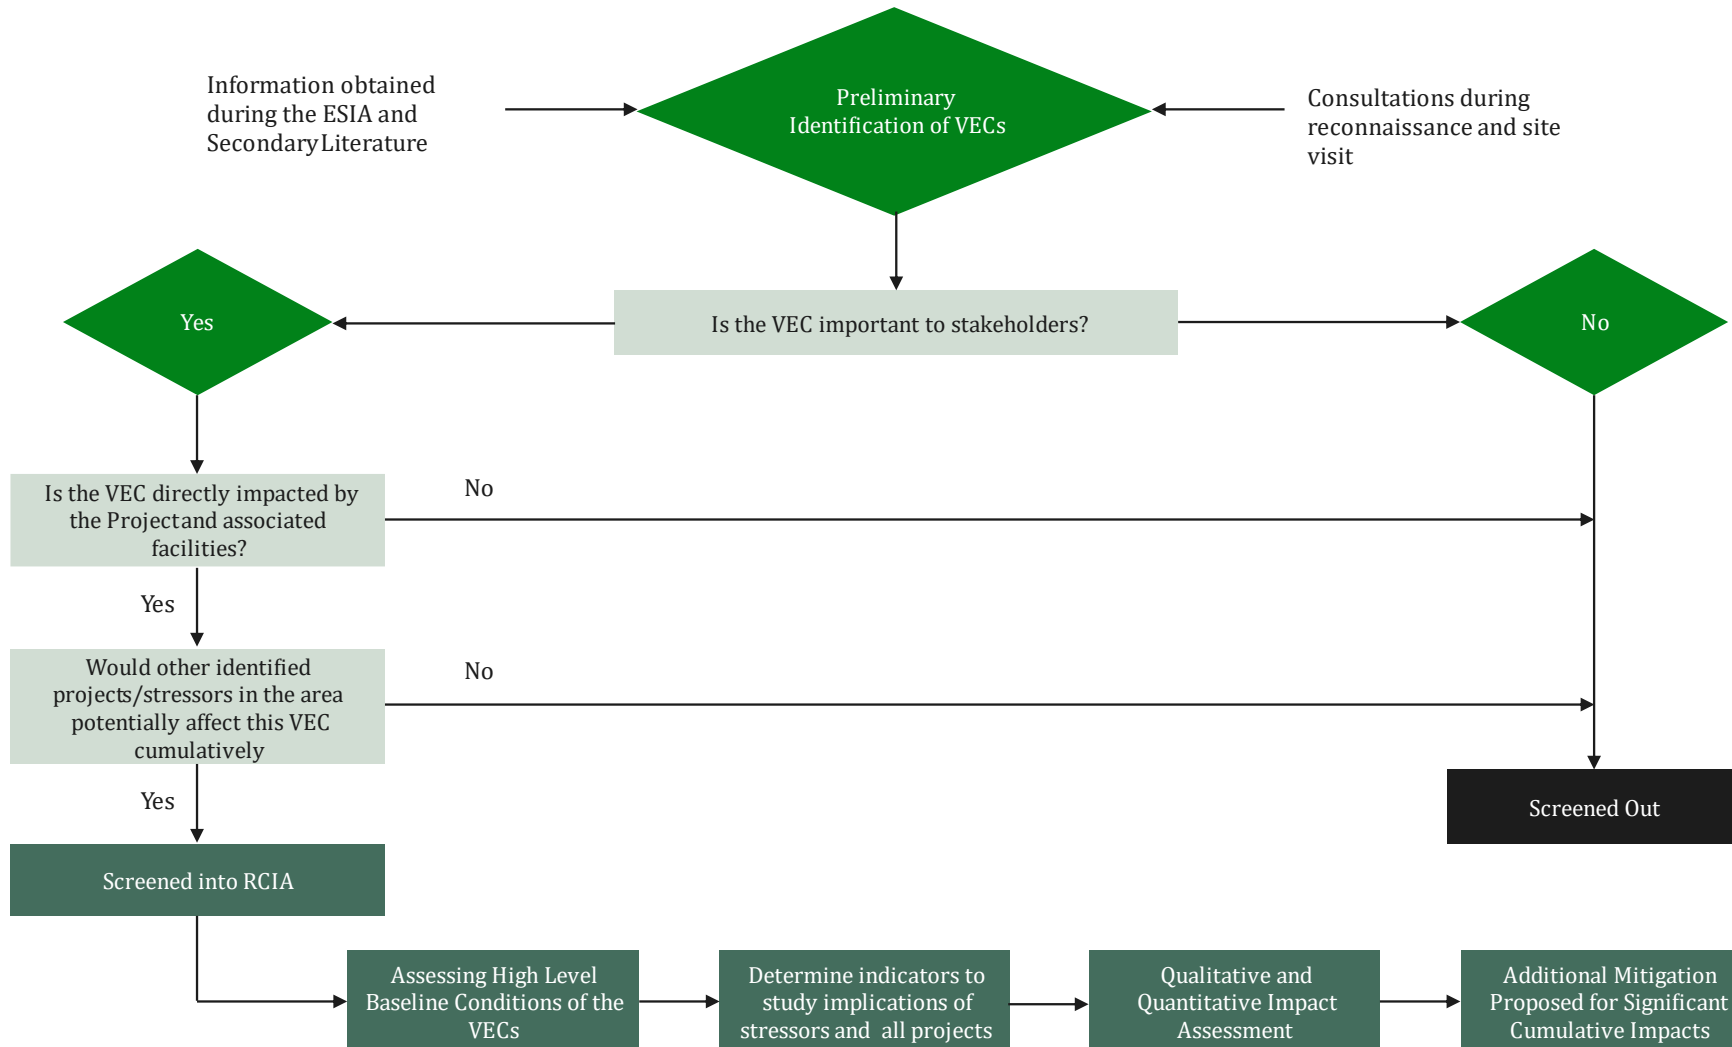 Preliminary
Identification of VECs
Information obtained
during the ESIA and
Secondary Literature
Consultations during
reconnaissance and site
visit
Yes
Is the VEC important to stakeholders?
No
Is the VEC directly impacted by
the Project and associated
facilities?
No
Yes
Would other identified
projects/stressors in the area
potentially affect this VEC
cumulatively
No
Yes
Screened Out
Screened into RCIA
Assessing High Level
Baseline Conditions of the
VECs
Determine indicators to
study implications of
stressors and all projects
Qualitative and
Quantitative Impact
Assessment
Additional Mitigation
Proposed for Significant
Cumulative Impacts